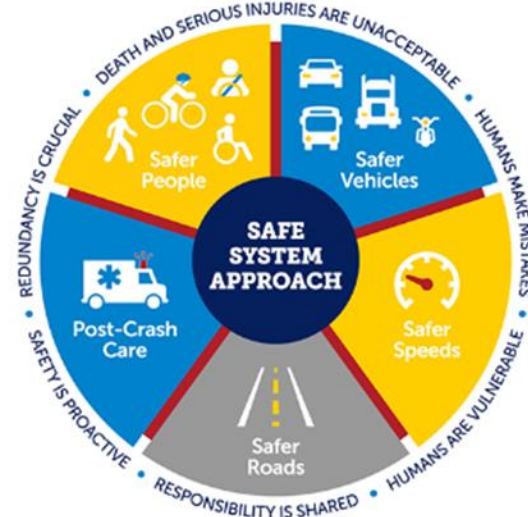 DEATH AND SERIOUS INJURIES ARE UNACCEPTABLE
HUMANS MAKE MISTAKES
HUMANS ARE VULNERABLE
RESPONSIBILITY IS SHARED
SAFETY IS PROACTIVE
REDUNDANCY IS CRUCIAL
Safer
People
Safer
Vehicles
SAFE
SYSTEM
APPROACH
Post-Crash
Care
Safer
Speeds
Safer
Roads